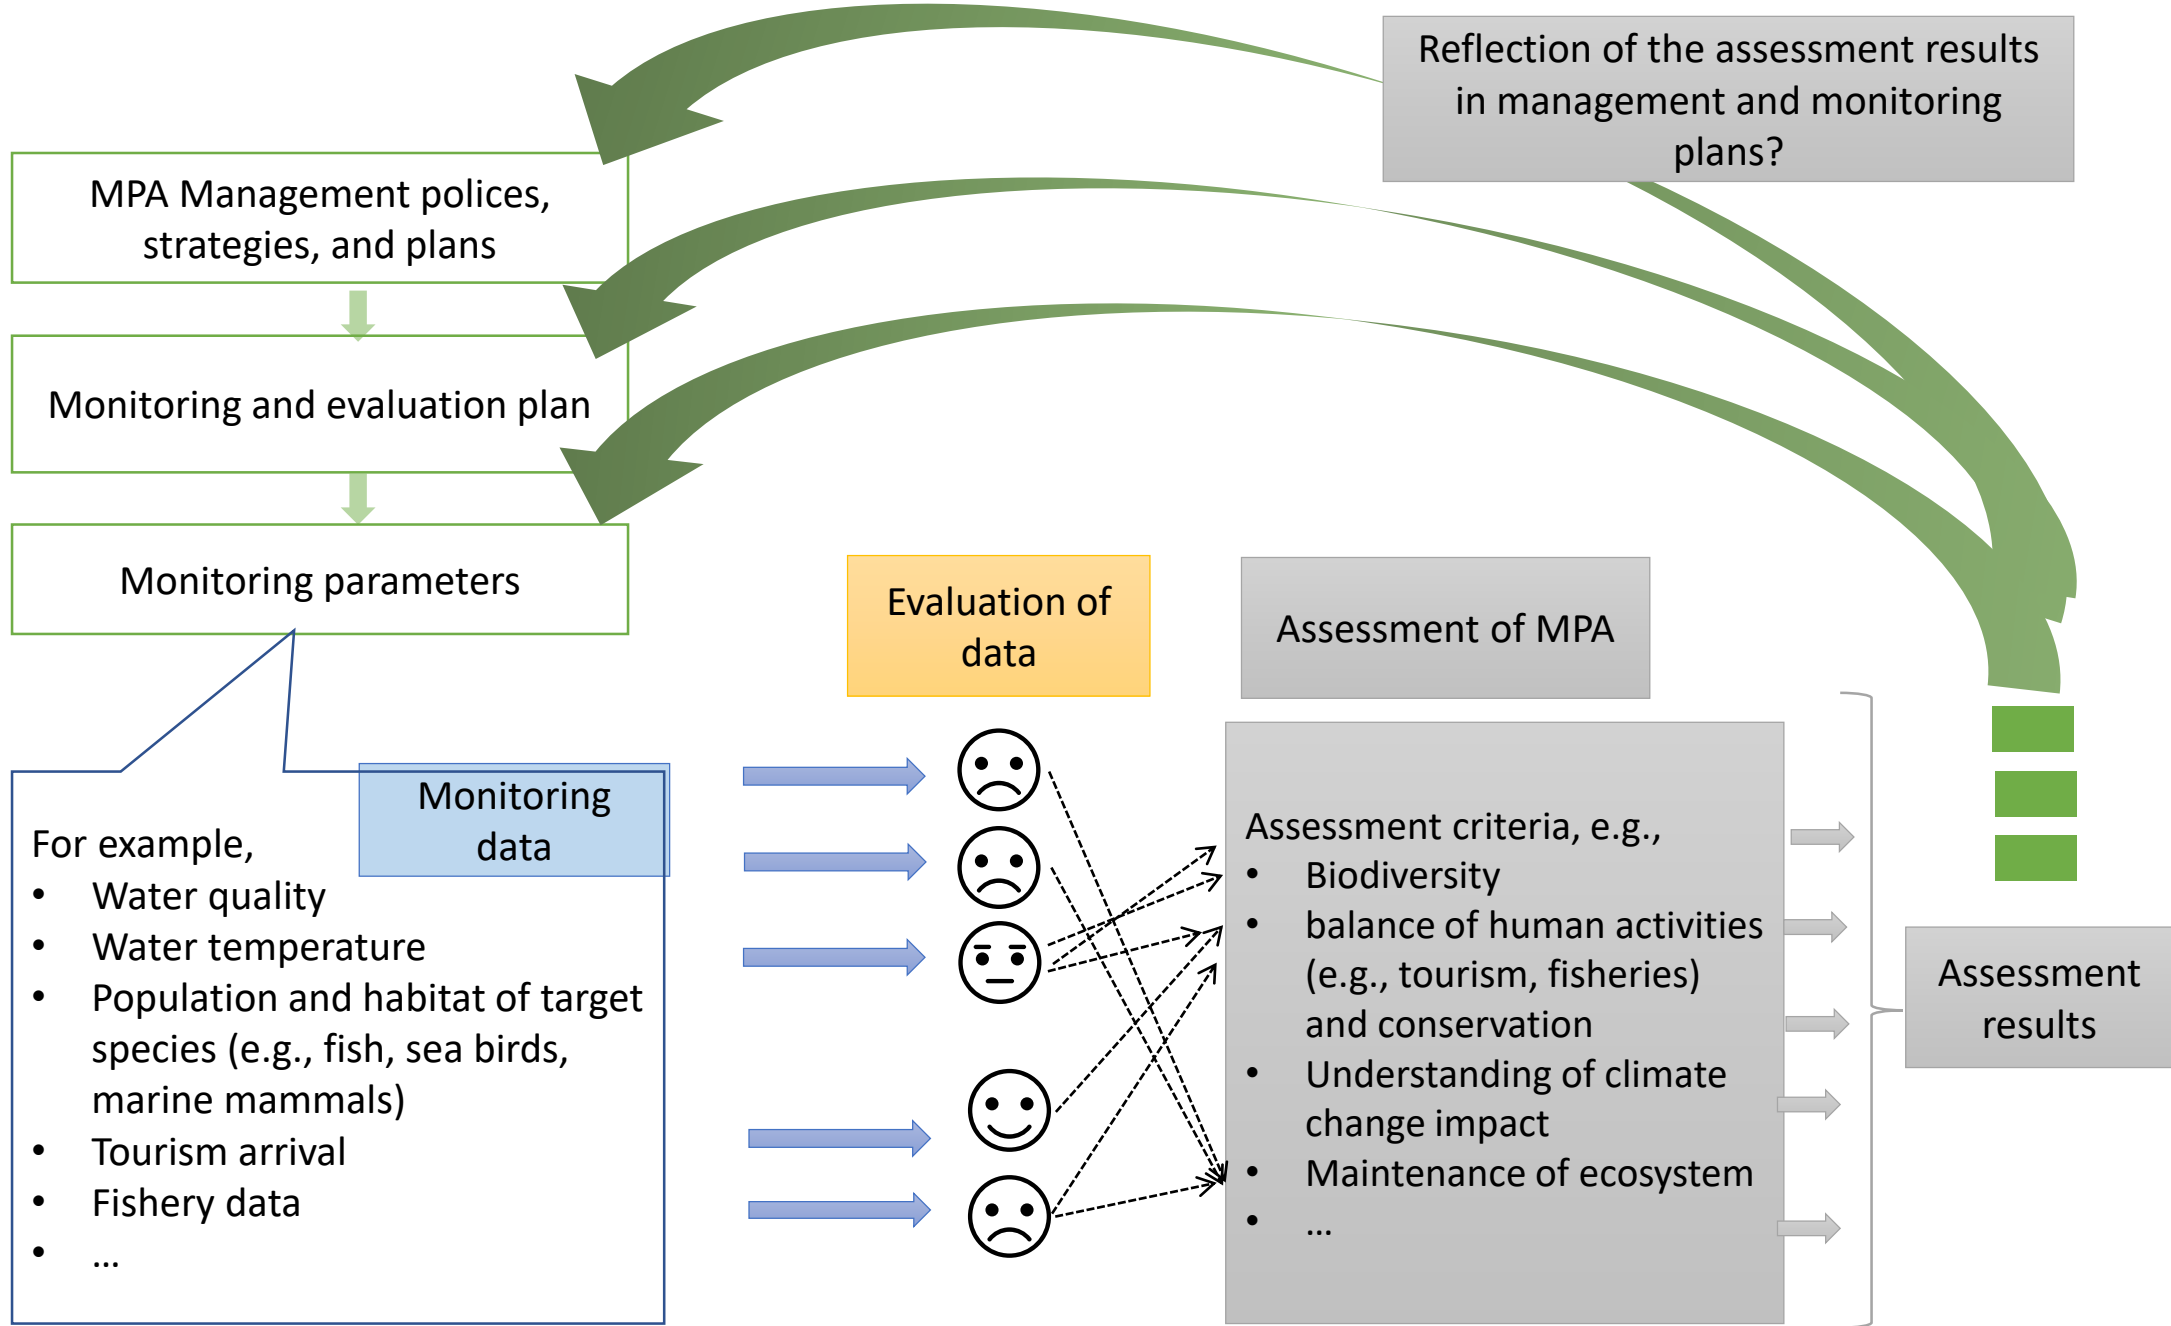 Reflection of the assessment results
in management and monitoring
plans?
MPA Management polices,
strategies, and plans
Monitoring and evaluation plan
Monitoring parameters
Evaluation of
data
Assessment of MPA
Monitoring
data
For example,
• Water quality
• Water temperature
• Population and habitat of target
species (e.g., fish, sea birds,
marine mammals)
• Tourism arrival
• Fishery data
• ...
Assessment criteria, e.g.,
• Biodiversity
• balance of human activities
(e.g., tourism, fisheries)
and conservation
• Understanding of climate
change impact
• Maintenance of ecosystem
• ...
Assessment
results